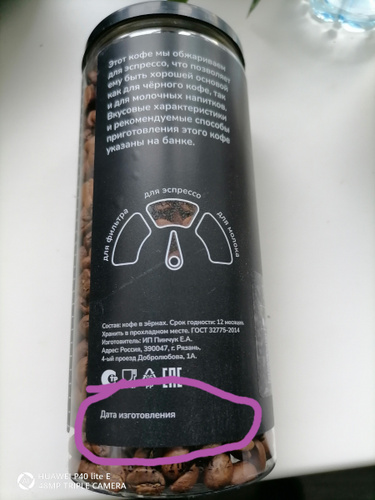 Этот кофе мы обжариваем
для эспрессо, что позволяет
ему быть хорошей основой
как для чёрного кофе, так
и для молочных напитков.
Вкусовые характеристики
и рекомендуемые способы
приготовления этого кофе
указаны на банке.
для фильтра
для эспрессо
для молока
Состав: кофе в зёрнах. Срок годности: 12 месяцев.
Хранить в прохладном месте, ГОСТ 32775-2014
Изготовитель: ИП Пинчук Е.А.
Адрес: Россия, 390047, г. Рязань,
4-ый проезд Добролюбова, 1А.
EAC
Дата изготовления
HUAWEI P40 lite E
48MP TRIPLE CAMERA